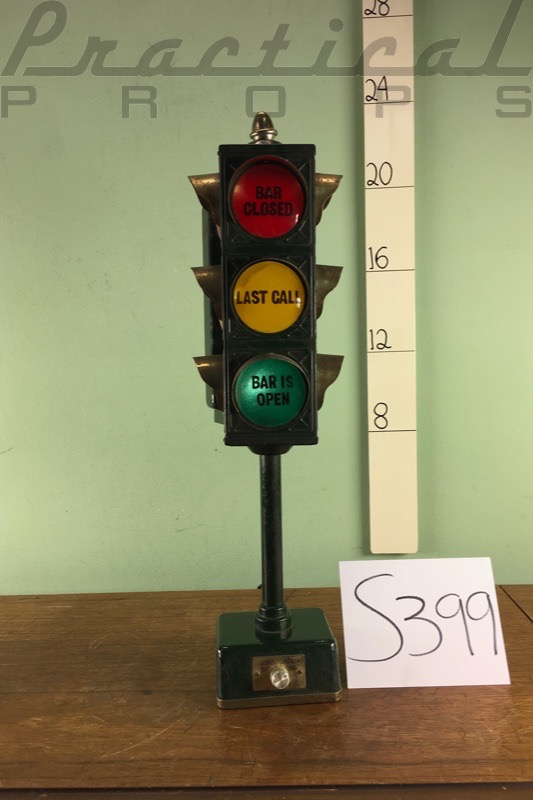 Practical
PROPS
28
24
20
16
12
8
BAR
CLOSED
LAST CALL
BAR IS
OPEN
S399